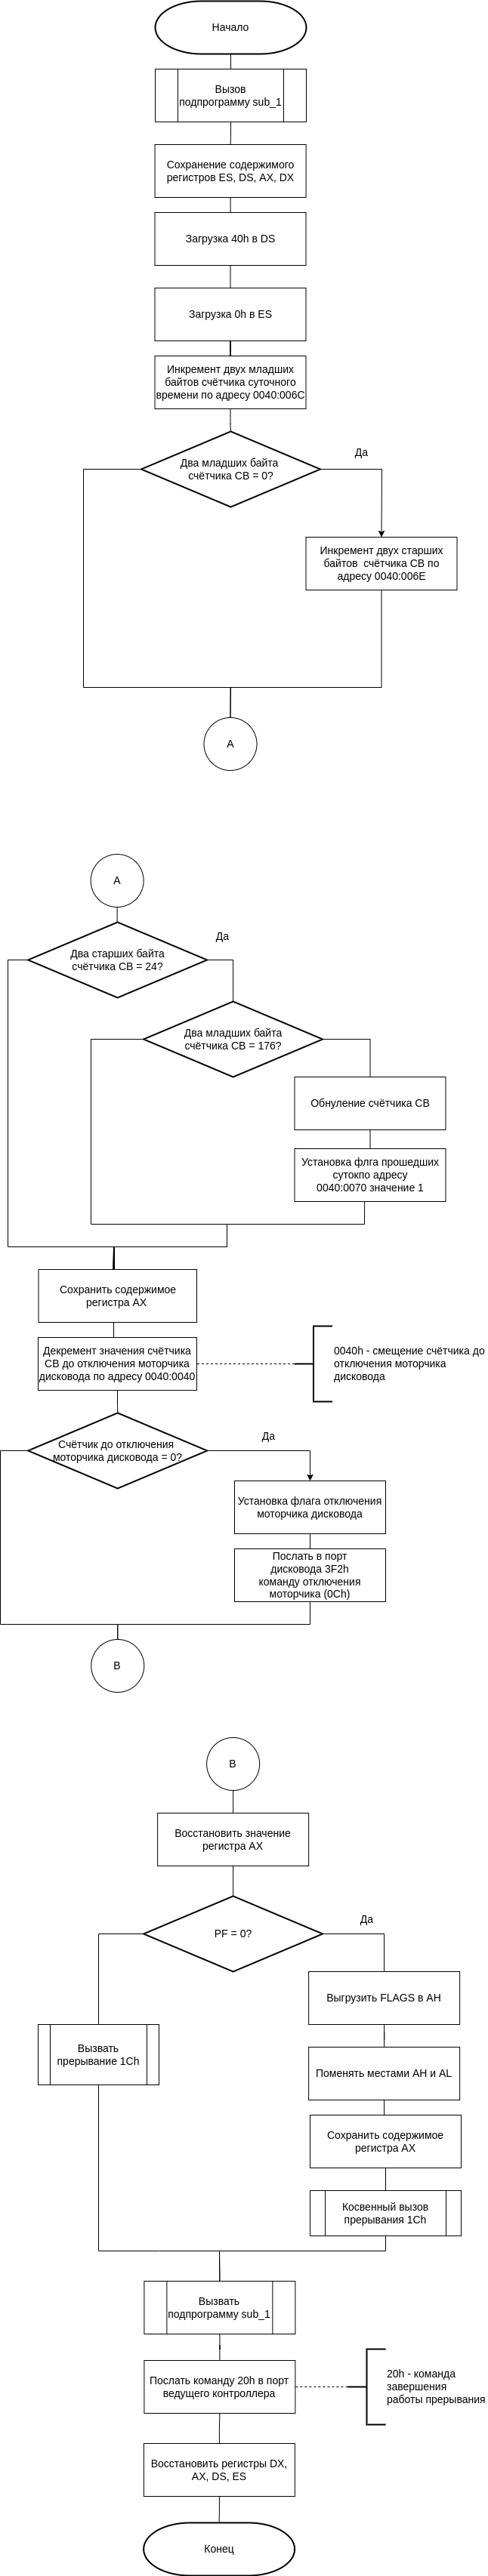 Начало
Вызов
подпрограмму sub_1
Сохранение содержимого
регистров ES, DS, AX, DX
Загрузка 40h в DS
Загрузка 0h в ES
Инкремент двух младших
байтов счётчика суточного
времени по адресу 0040:006C
Два младших байта
счётчика СВ = 0?
Да
Инкремент двух старших
байтов счётчика СВ по
адресу 0040:006E
A
A
Да
Два старших байта
счётчика СВ = 24?
Два младших байта
счётчика СВ = 176?
Обнуление счётчика СВ
Установка флга прошедших
сутокпо адресу
0040:0070 значение 1
Сохранить содержимое
регистра AX
Декремент значения счётчика
СВ до отключения моторчика
дисковода по адресу 0040:0040
0040h - смещение счётчика до
отключения моторчика
дисковода
Счётчик до отключения
моторчика дисковода = 0?
Да
Установка флага отключения
моторчика дисковода
Послать в порт
дисковода 3F2h
команду отключения
моторчика (0Ch)
B
B
Восстановить значение
регистра AX
PF = 0?
Да
Выгрузить FLAGS в AH
Вызвать
прерывание 1Ch
Поменять местами AH и AL
Сохранить содержимое
регистра AX
Косвенный вызов
прерывания 1Ch
Вызвать
подпрограмму sub_1
Послать команду 20h в порт
ведущего контроллера
20h - команда
завершения
работы прерывания
Восстановить регистры DX,
AX, DS, ES
Конец